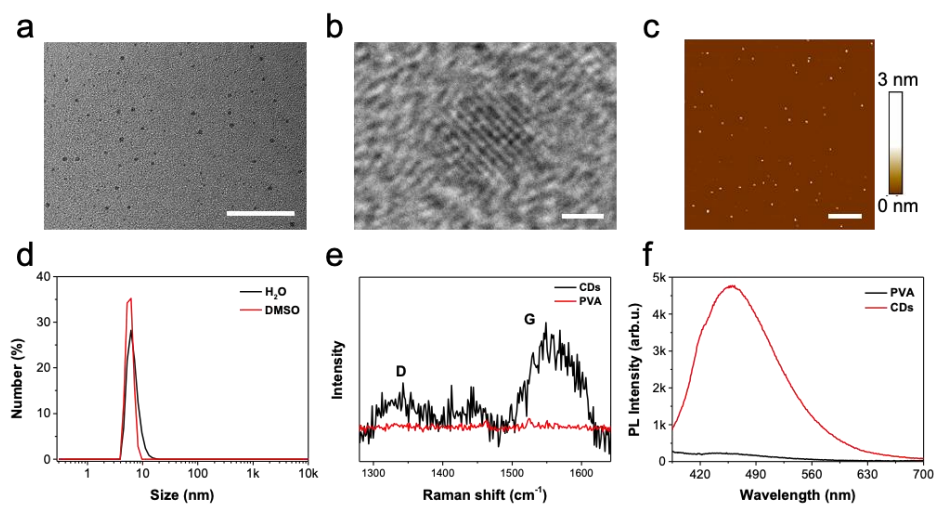 a
b
c
3 nm
0 nm
d
e
f
40
30
20
10
0
Number (%)
H₂O
DMSO
1
10
100
1k
10k
Size (nm)
Intensity
CDs
PVA
D
G
1300
1400
1500
1600
Raman shift (cm⁻¹)
5k
4k
3k
2k
1k
0
PL Intensity (arb.u.)
PVA
CDs
420
490
560
630
700
Wavelength (nm)